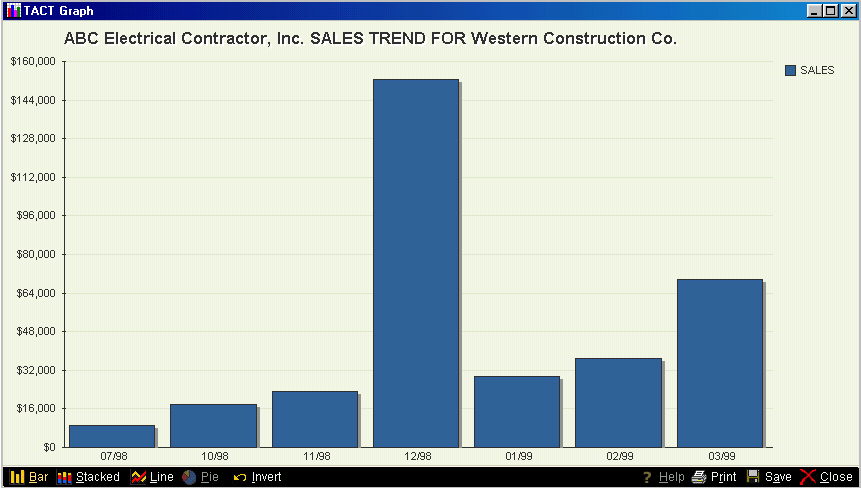 TACT Graph
ABC Electrical Contractor, Inc. SALES TREND FOR Western Construction Co.
SALES
$160,000
$144,000
$128,000
$112,000
$96,000
$80,000
$64,000
$48,000
$32,000
$16,000
$0
07/98 10/98 11/98 12/98 01/99 02/99 03/99
Bar Stacked Line Pie Invert ? Help Print Save Close